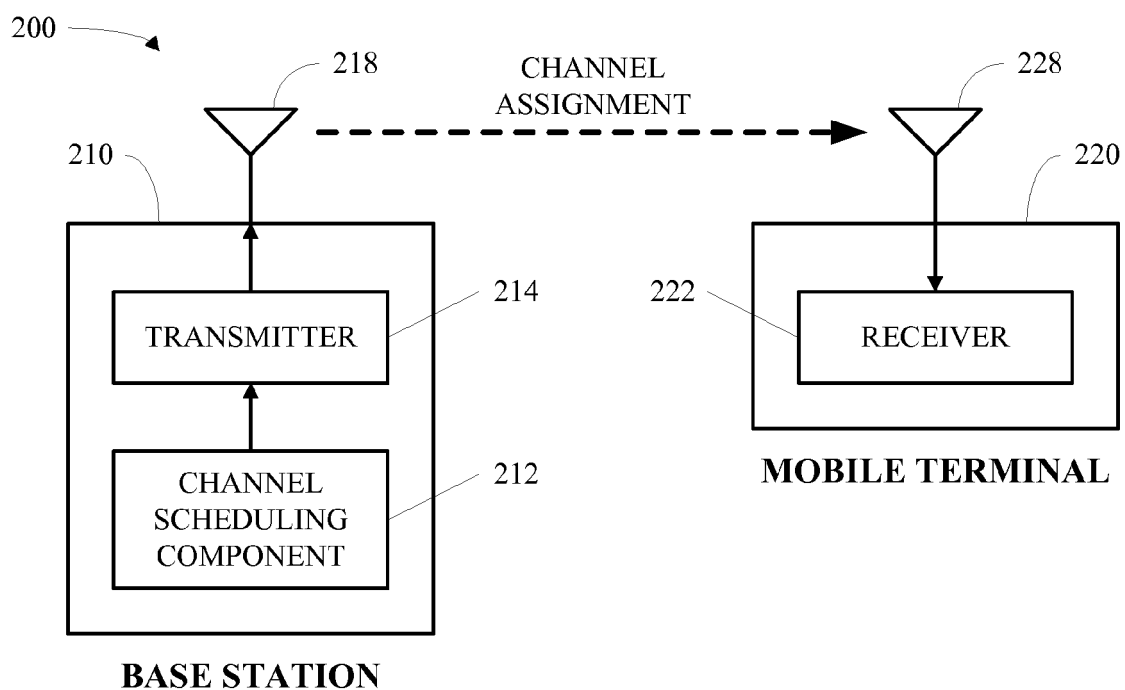 200
218
CHANNEL
ASSIGNMENT
228
210
220
214
222
TRANSMITTER
RECEIVER
212
CHANNEL
SCHEDULING
COMPONENT
MOBILE TERMINAL
BASE STATION